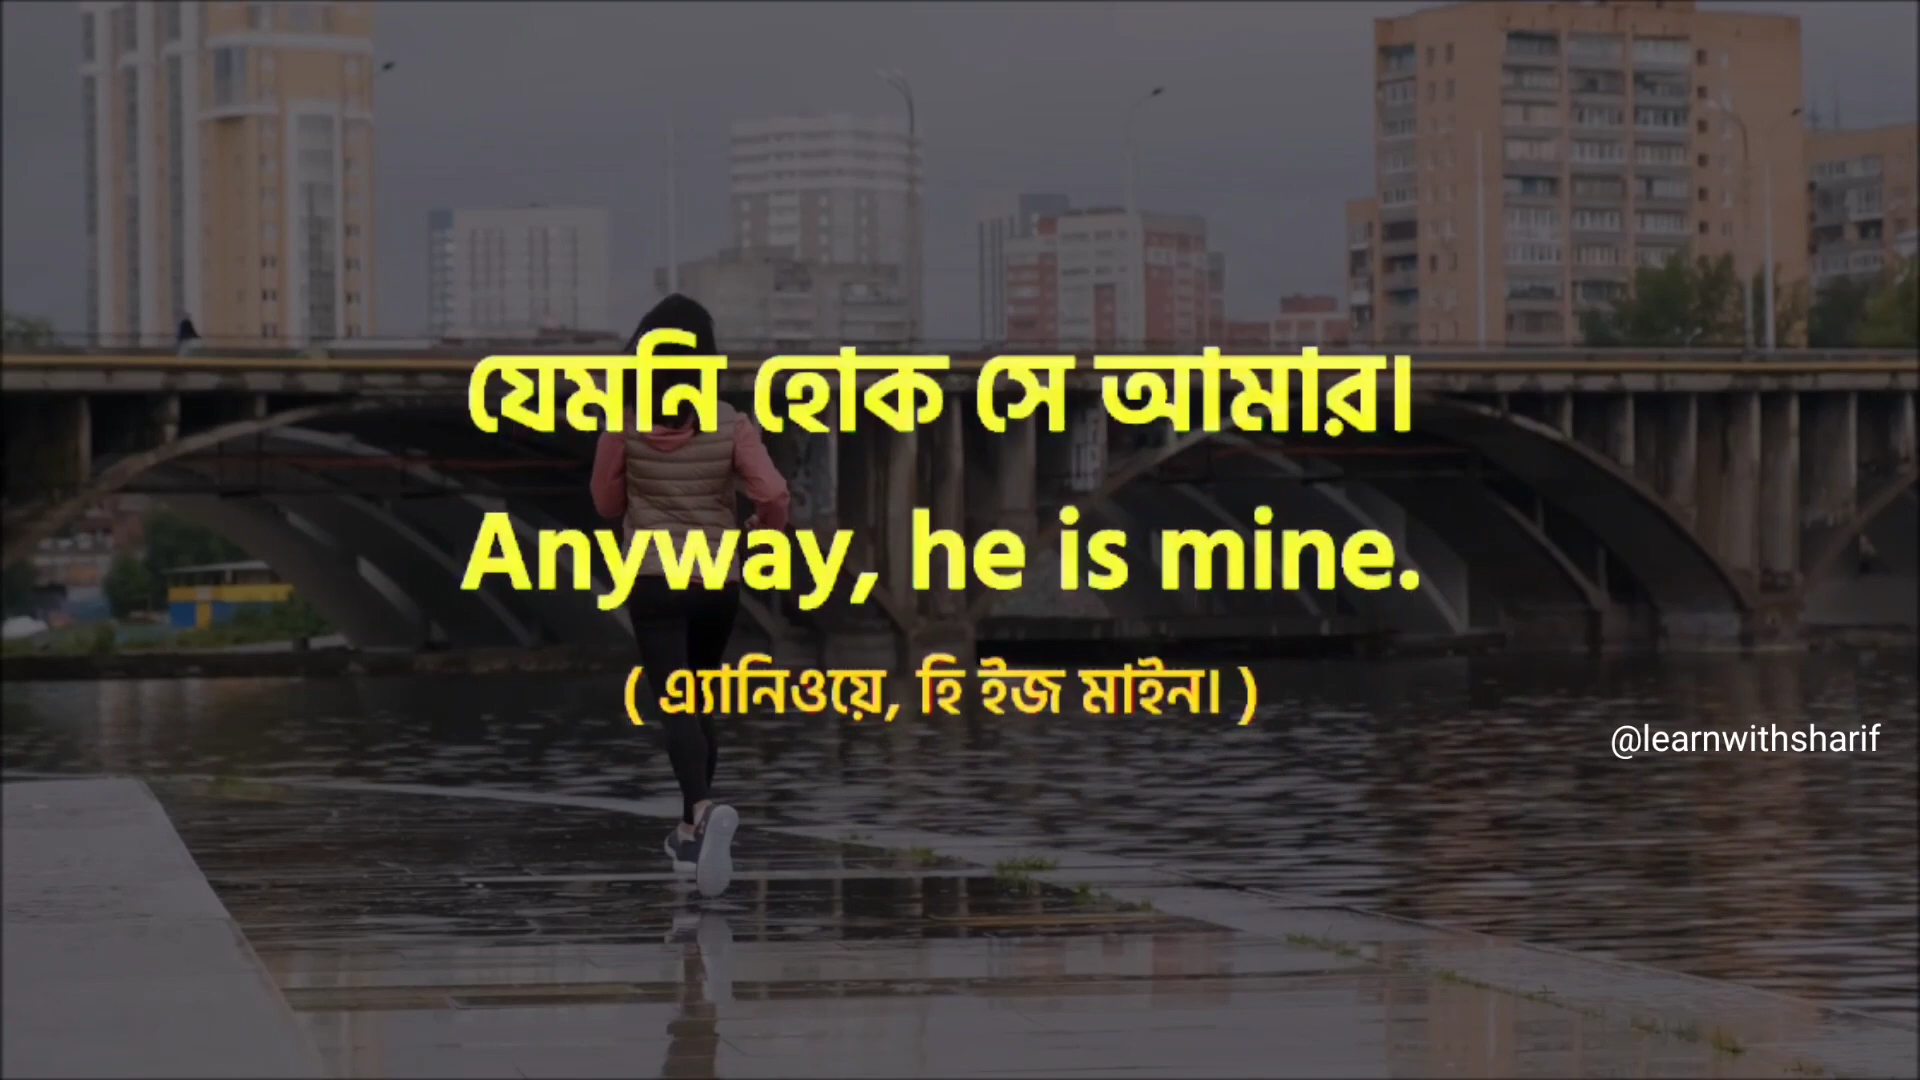 যেমনি হোক সে আমার।
Anyway, he is mine.
( এ্যানিওয়ে, হি ইজ মাইন। )
@learnwithsharif